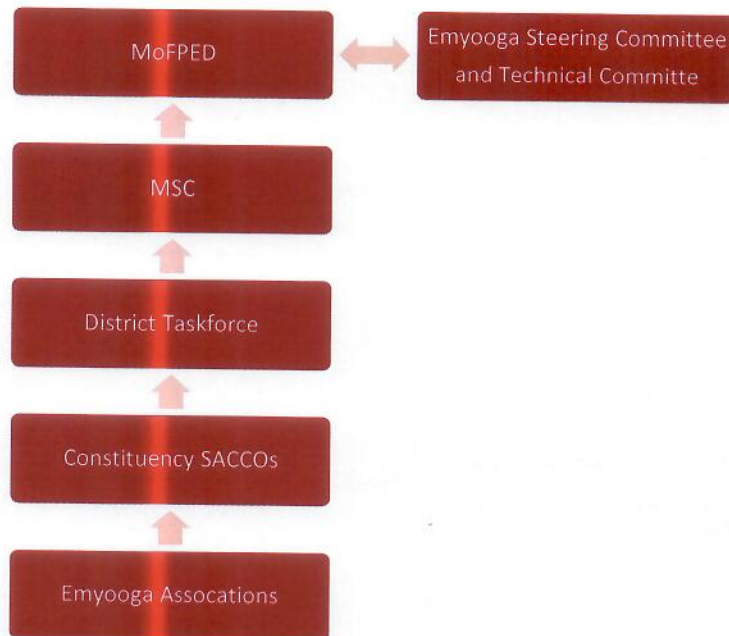 MoFPED
Emyooga Steering Committee
and Technical Committe
MSC
District Taskforce
Constituency SACCOs
Emyooga Assocations